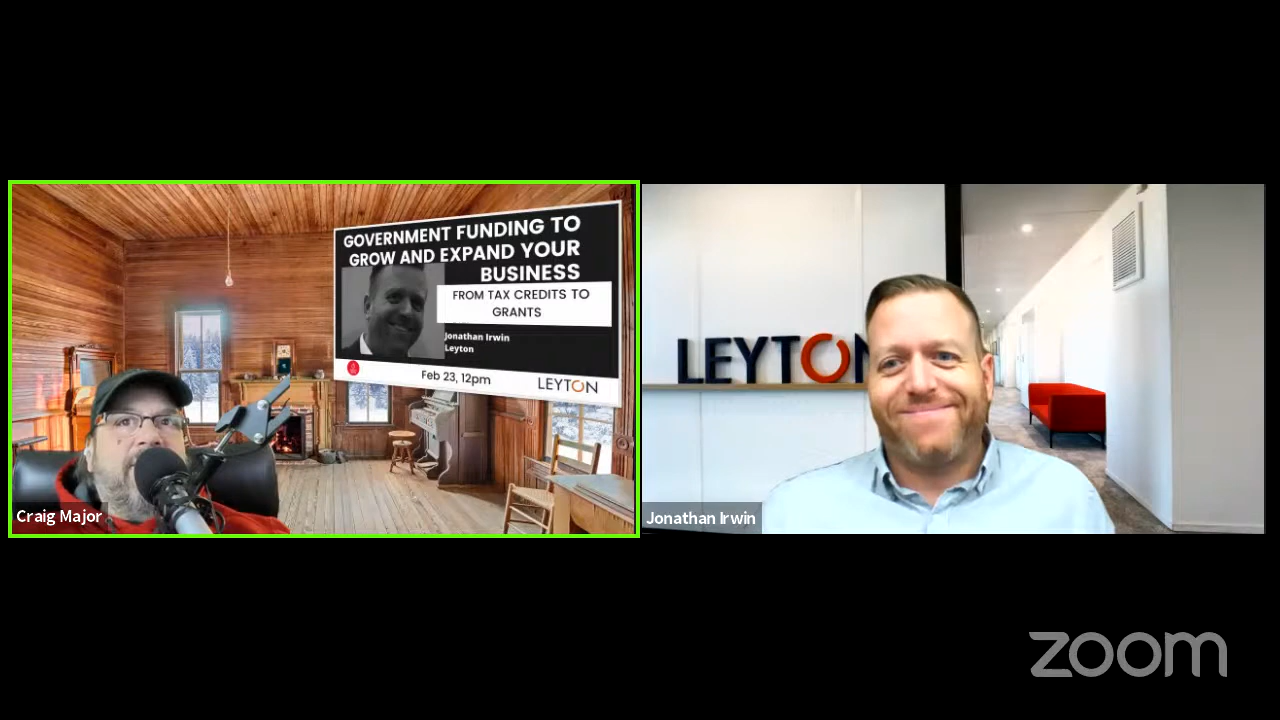 GOVERNMENT FUNDING TO
GROW AND EXPAND YOUR
BUSINESS
FROM TAX CREDITS TO
GRANTS
Jonathan Irwin
Leyton
Feb 23, 12pm
LEYTON
Craig Major
LEYTON
Jonathan Irwin
zoom